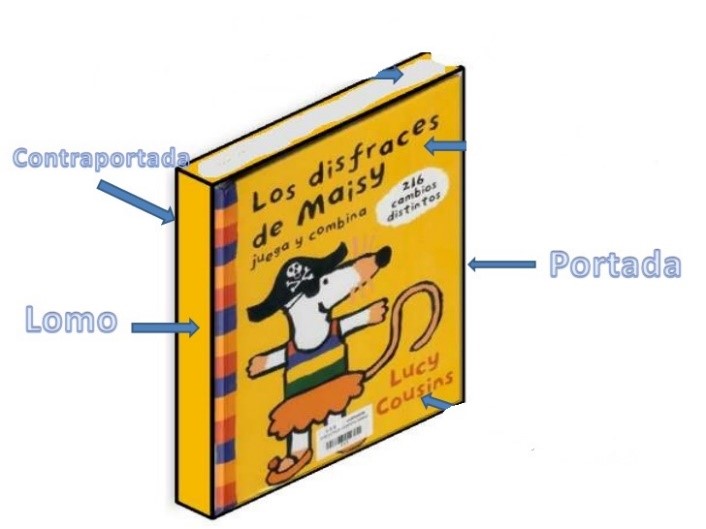 Contraportada
Los disfraces
de Maisy
juega y combina
216
cambios
distintos
Portada
Lomo
Lucy
Cousins